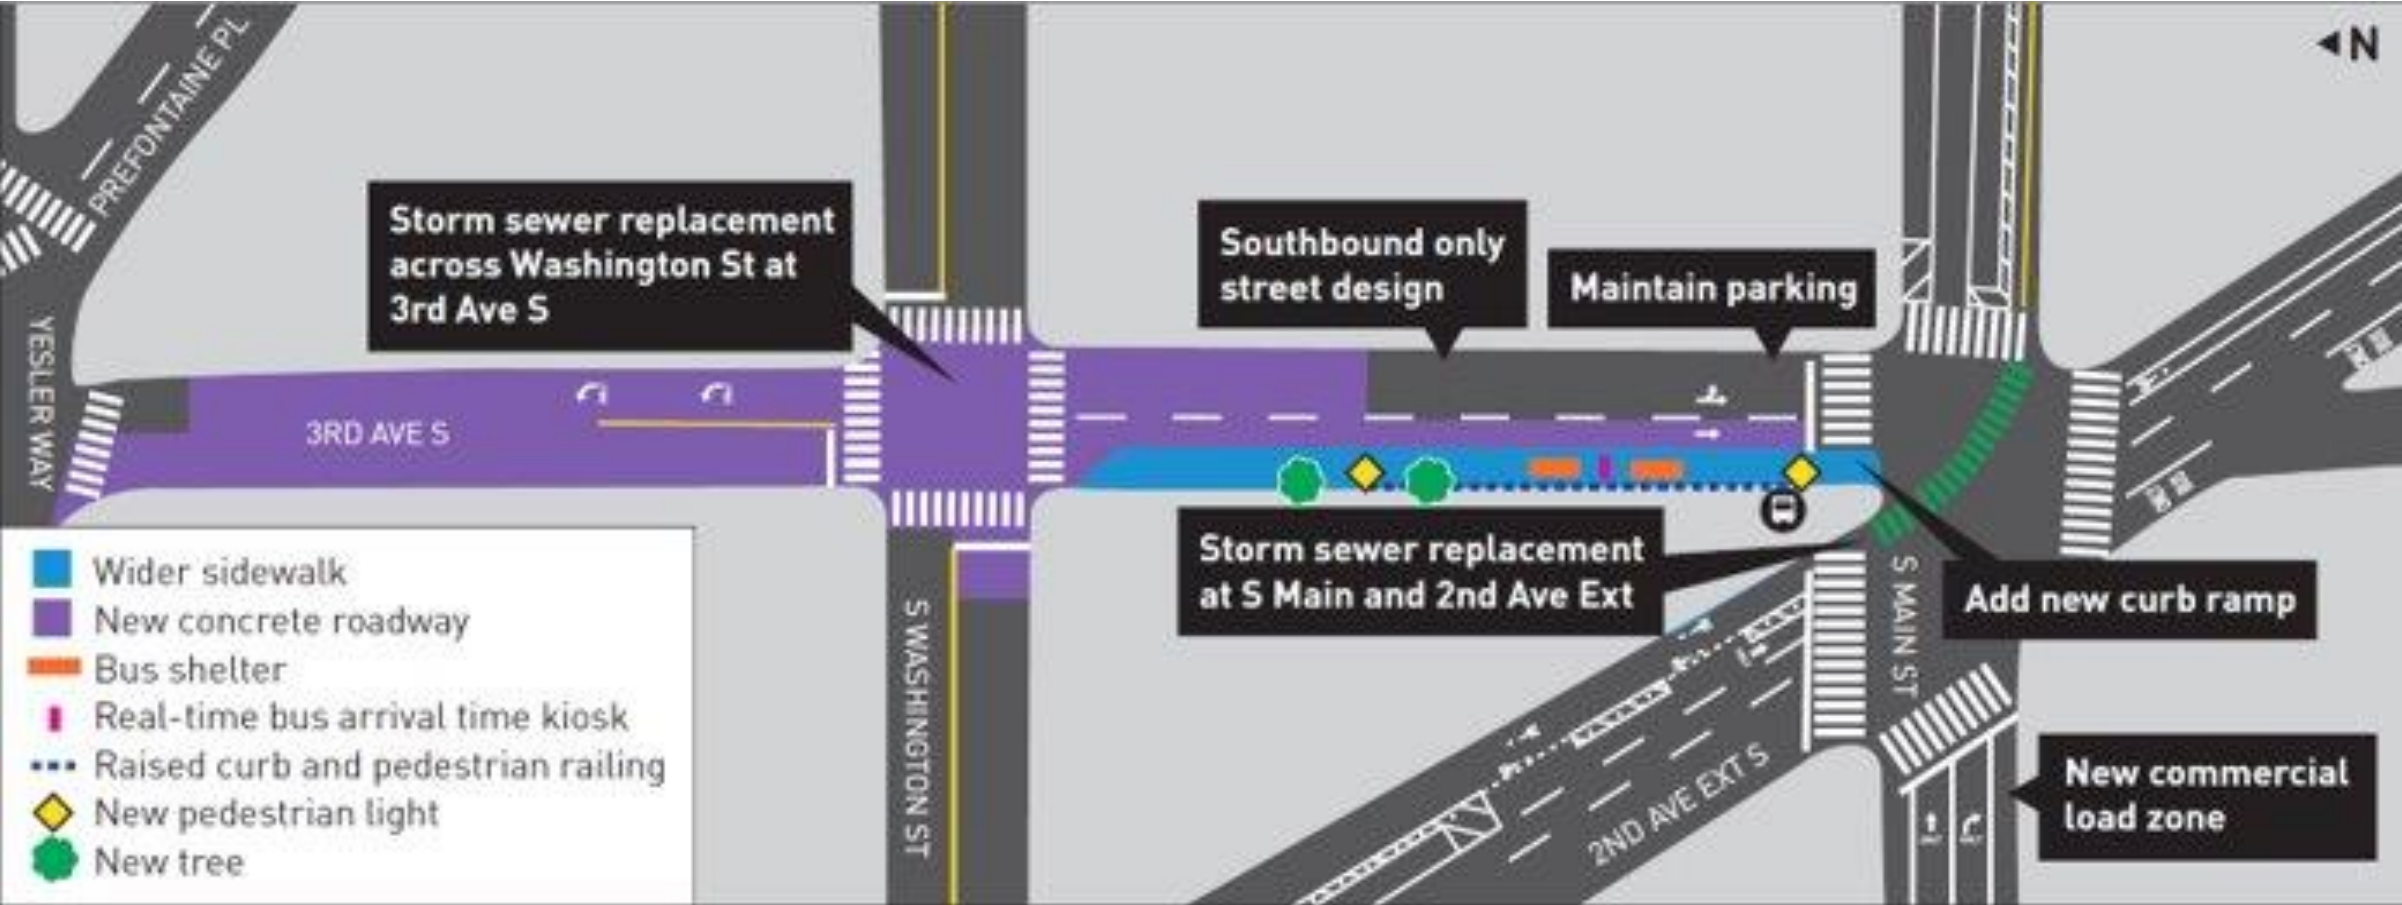 N
PREFONTAINE PL
Storm sewer replacement
across Washington St at
3rd Ave S
Southbound only
street design
Maintain parking
YESLER WAY
3RD AVE S
Storm sewer replacement
at S Main and 2nd Ave Ext
Add new curb ramp
S WASHINGTON ST
S MAIN ST
2ND AVE EXT S
New commercial
load zone
Wider sidewalk
New concrete roadway
Bus shelter
Real-time bus arrival time kiosk
Raised curb and pedestrian railing
New pedestrian light
New tree